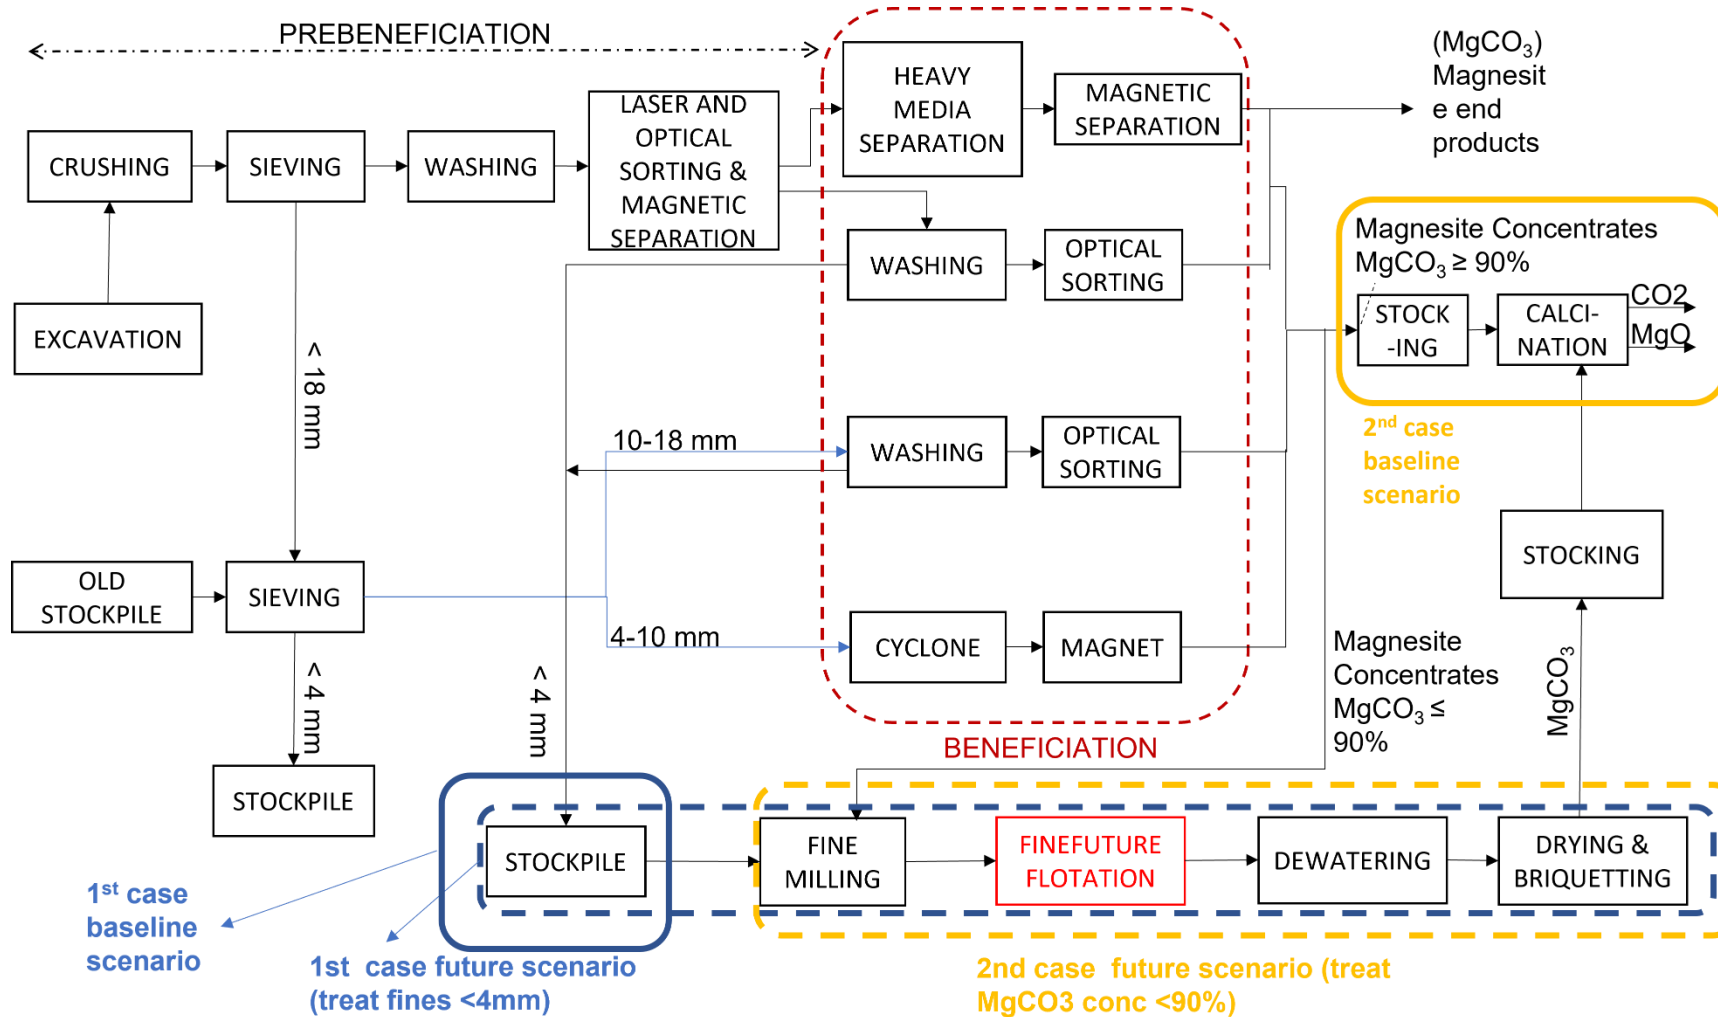 PREBENEFICIATION
CRUSHING
SIEVING
WASHING
LASER AND
OPTICAL
SORTING &
MAGNETIC
SEPARATION
HEAVY
MEDIA
SEPARATION
MAGNETIC
SEPARATION
(MgCO₃)
Magnesit
e end
products
EXCAVATION
< 18 mm
WASHING
OPTICAL
SORTING
Magnesite Concentrates
MgCO₃ ≥ 90%
STOCK
-ING
CALCI-
NATION
CO2
MgO
2ⁿᵈ case
baseline
scenario
10-18 mm
WASHING
OPTICAL
SORTING
OLD
STOCKPILE
SIEVING
STOCKING
4-10 mm
CYCLONE
MAGNET
< 4 mm
< 4 mm
Magnesite
Concentrates
MgCO₃ ≤
90%
MgCO₃
BENEFICIATION
STOCKPILE
STOCKPILE
FINE
MILLING
FINEFUTURE
FLOTATION
DEWATERING
DRYING &
BRIQUETTING
1ˢᵗ case
baseline
scenario
1st case future scenario
(treat fines <4mm)
2nd case future scenario (treat
MgCO3 conc <90%)